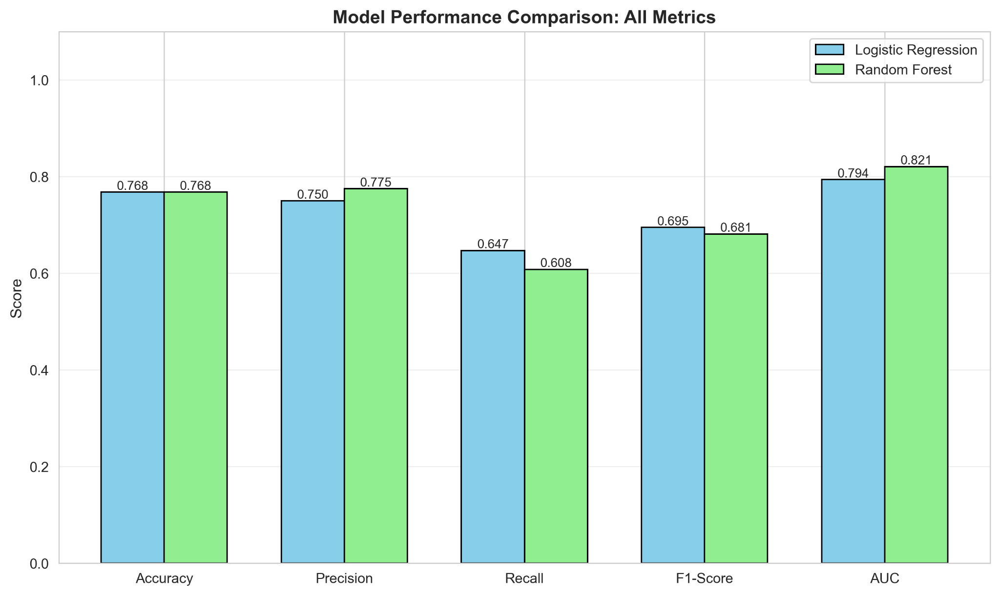 Model Performance Comparison: All Metrics
Logistic Regression
Random Forest
Score
1.0
0.8
0.6
0.4
0.2
0.0
0.768
0.768
0.750
0.775
0.647
0.608
0.695
0.681
0.794
0.821
Accuracy
Precision
Recall
F1-Score
AUC